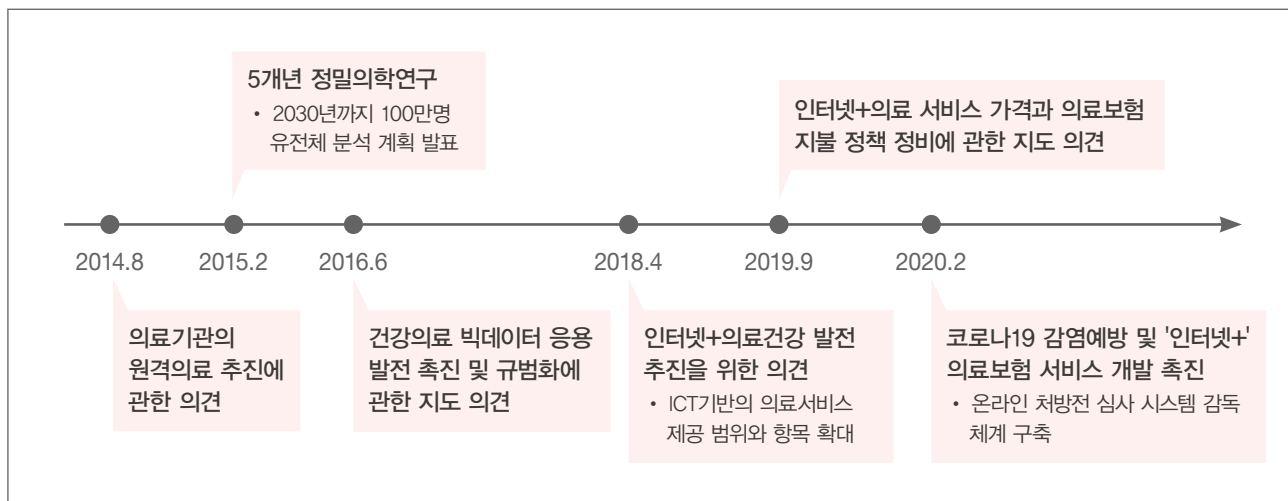 5개년 정밀의학연구
• 2030년까지 100만명
유전체 분석 계획 발표
인터넷+의료 서비스 가격과 의료보험
지불 정책 정비에 관한 지도 의견
2014.8
2015.2
2016.6
2018.4
2019.9
2020.2
의료기관의
원격의료 추진에
관한 의견
건강의료 빅데이터 응용
발전 촉진 및 규범화에
관한 지도 의견
인터넷+의료건강 발전
추진을 위한 의견
• ICT기반의 의료서비스
제공 범위와 항목 확대
코로나19 감염예방 및 '인터넷+'
의료보험 서비스 개발 촉진
• 온라인 처방전 심사 시스템 감독
체계 구축